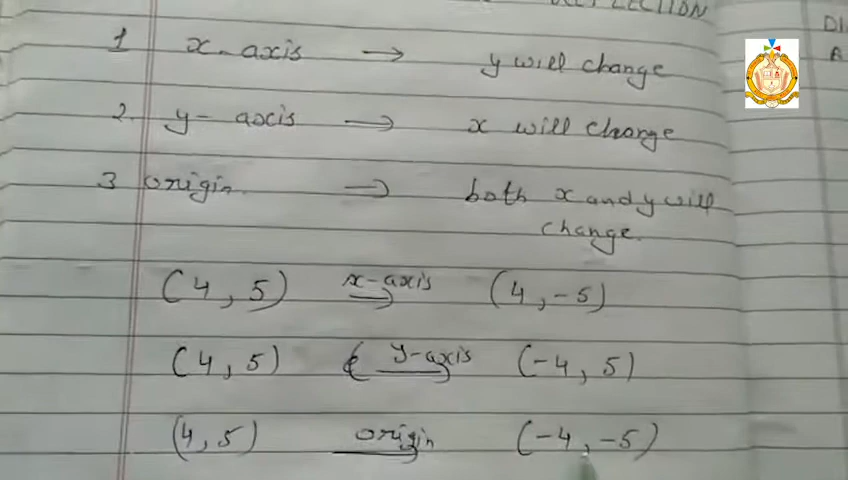 REFLECTION
1 x-axis → y will change
2. y-axis → x will change
3 origin. → both x and y will
change.
(4, 5) x-axis → (4, -5)
(4, 5) y-axis → (-4, 5)
(4, 5) origin → (-4, -5)